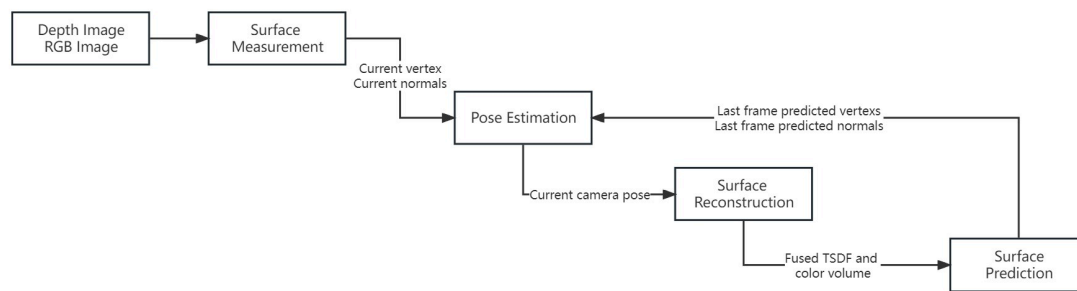 Depth Image
RGB Image
Surface
Measurement
Current vertex
Current normals
Pose Estimation
Last frame predicted vertexs
Last frame predicted normals
Current camera pose
Surface
Reconstruction
Fused TSDF and
color volume
Surface
Prediction